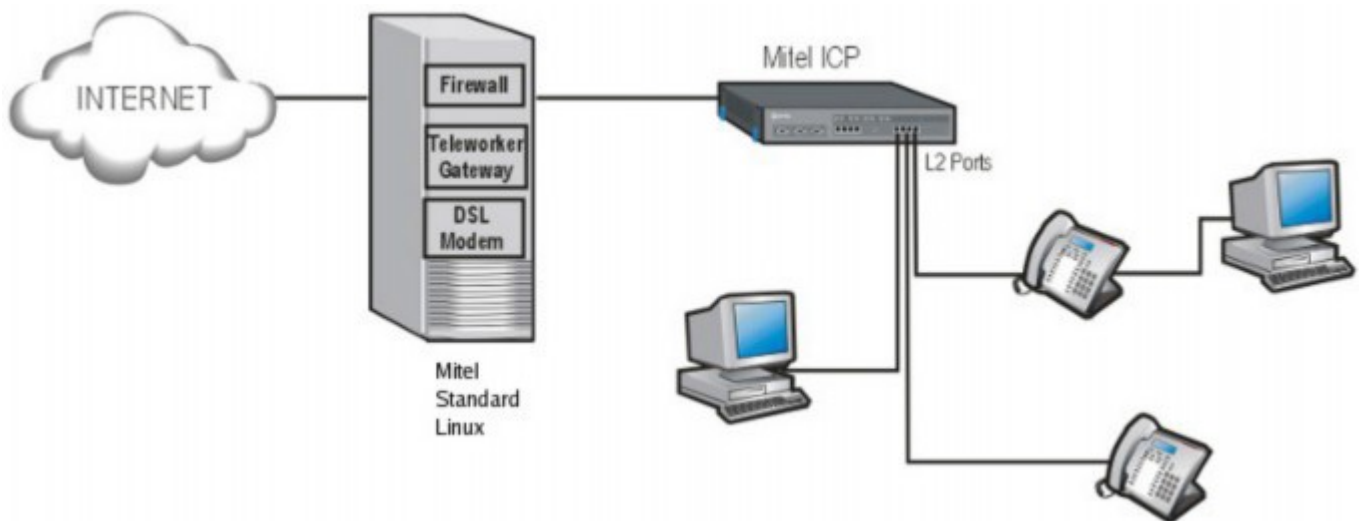 INTERNET
Firewall
Teleworker
Gateway
DSL
Modem
Mitel
Standard
Linux
Mitel ICP
L2 Ports